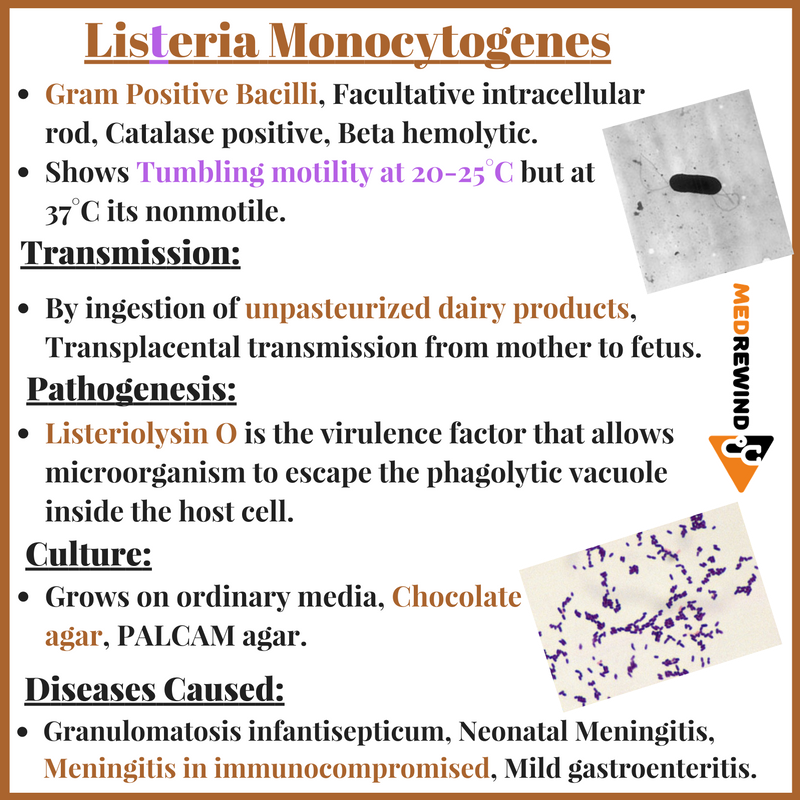 Listeria Monocytogenes
• Gram Positive Bacilli, Facultative intracellular
rod, Catalase positive, Beta hemolytic.
• Shows Tumbling motility at 20-25°C but at
37°C its nonmotile.
Transmission:
• By ingestion of unpasteurized dairy products,
Transplacental transmission from mother to fetus.
MEDREWIND
Pathogenesis:
• Listeriolysin O is the virulence factor that allows
microorganism to escape the phagolytic vacuole
inside the host cell.
Culture:
• Grows on ordinary media, Chocolate
agar, PALCAM agar.
Diseases Caused:
• Granulomatosis infantisepticum, Neonatal Meningitis,
Meningitis in immunocompromised, Mild gastroenteritis.